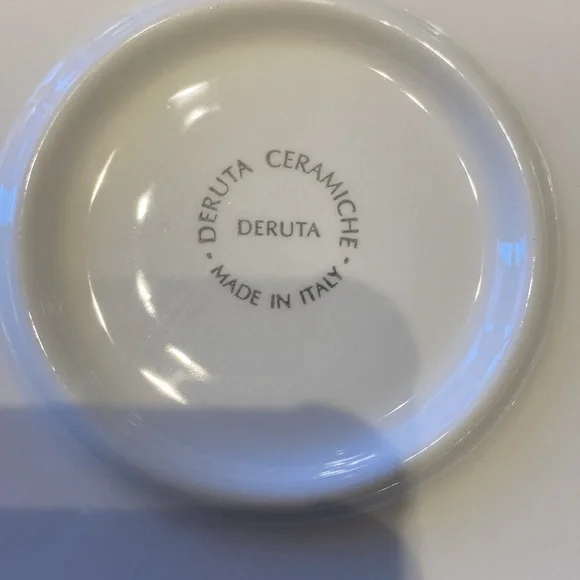 DERUTA CERAMICHE
DERUTA
· MADE IN ITALY ·